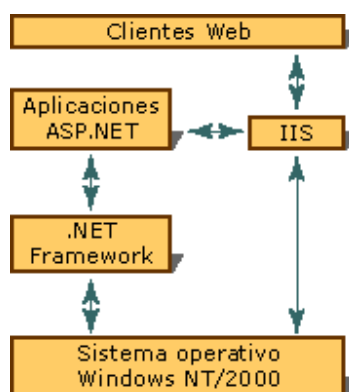 Clientes Web
Aplicaciones
ASP.NET
IIS
.NET
Framework
Sistema operativo
Windows NT/2000